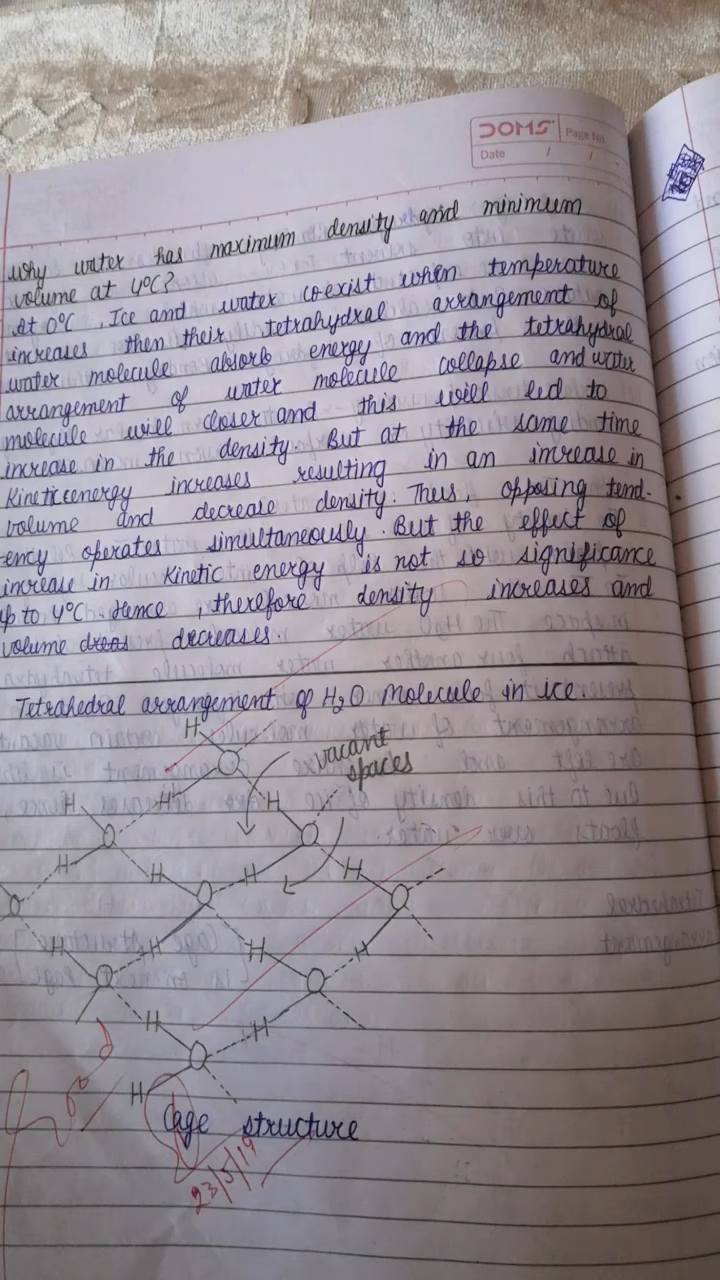 DOMS
Page No.
Date / /
Why water has maximum density and minimum
volume at 4°C?
At 0°C, Ice and water coexist when temperature
increases then their tetrahydral arrangement of
water molecule absorb energy and the tetrahydral
arrangement of water molecule collapse and water
molecule will closer and this will led to
increase in the density. But at the same time
Kinetic energy increases resulting in an increase in
volume and decrease density. Thus, opposing tend-
ency operates simultaneously. But the effect of
increase in Kinetic energy is not so significance
up to 4°C. Hence, therefore density increases and
volume decreases.
Tetrahedral arrangement of H2O Molecule in ice.
vacant
spaces
H
O
H H
H O O
H H H H
O O O
H H H H
O O
H H
O
H
Cage structure
Good
23/5/19